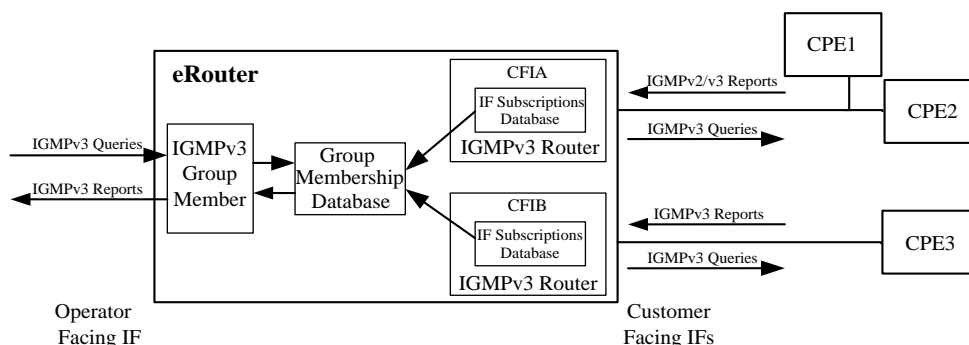 CPE1
eRouter
CFIA
IGMPv2/v3 Reports
IF Subscriptions
Database
CPE2
IGMPv3 Queries
IGMPv3 Router
IGMPv3 Queries
IGMPv3
Group
Member
Group
Membership
Database
IGMPv3 Reports
CFIB
IGMPv3 Reports
IF Subscriptions
Database
CPE3
IGMPv3 Queries
IGMPv3 Router
Operator
Facing IF
Customer
Facing IFs